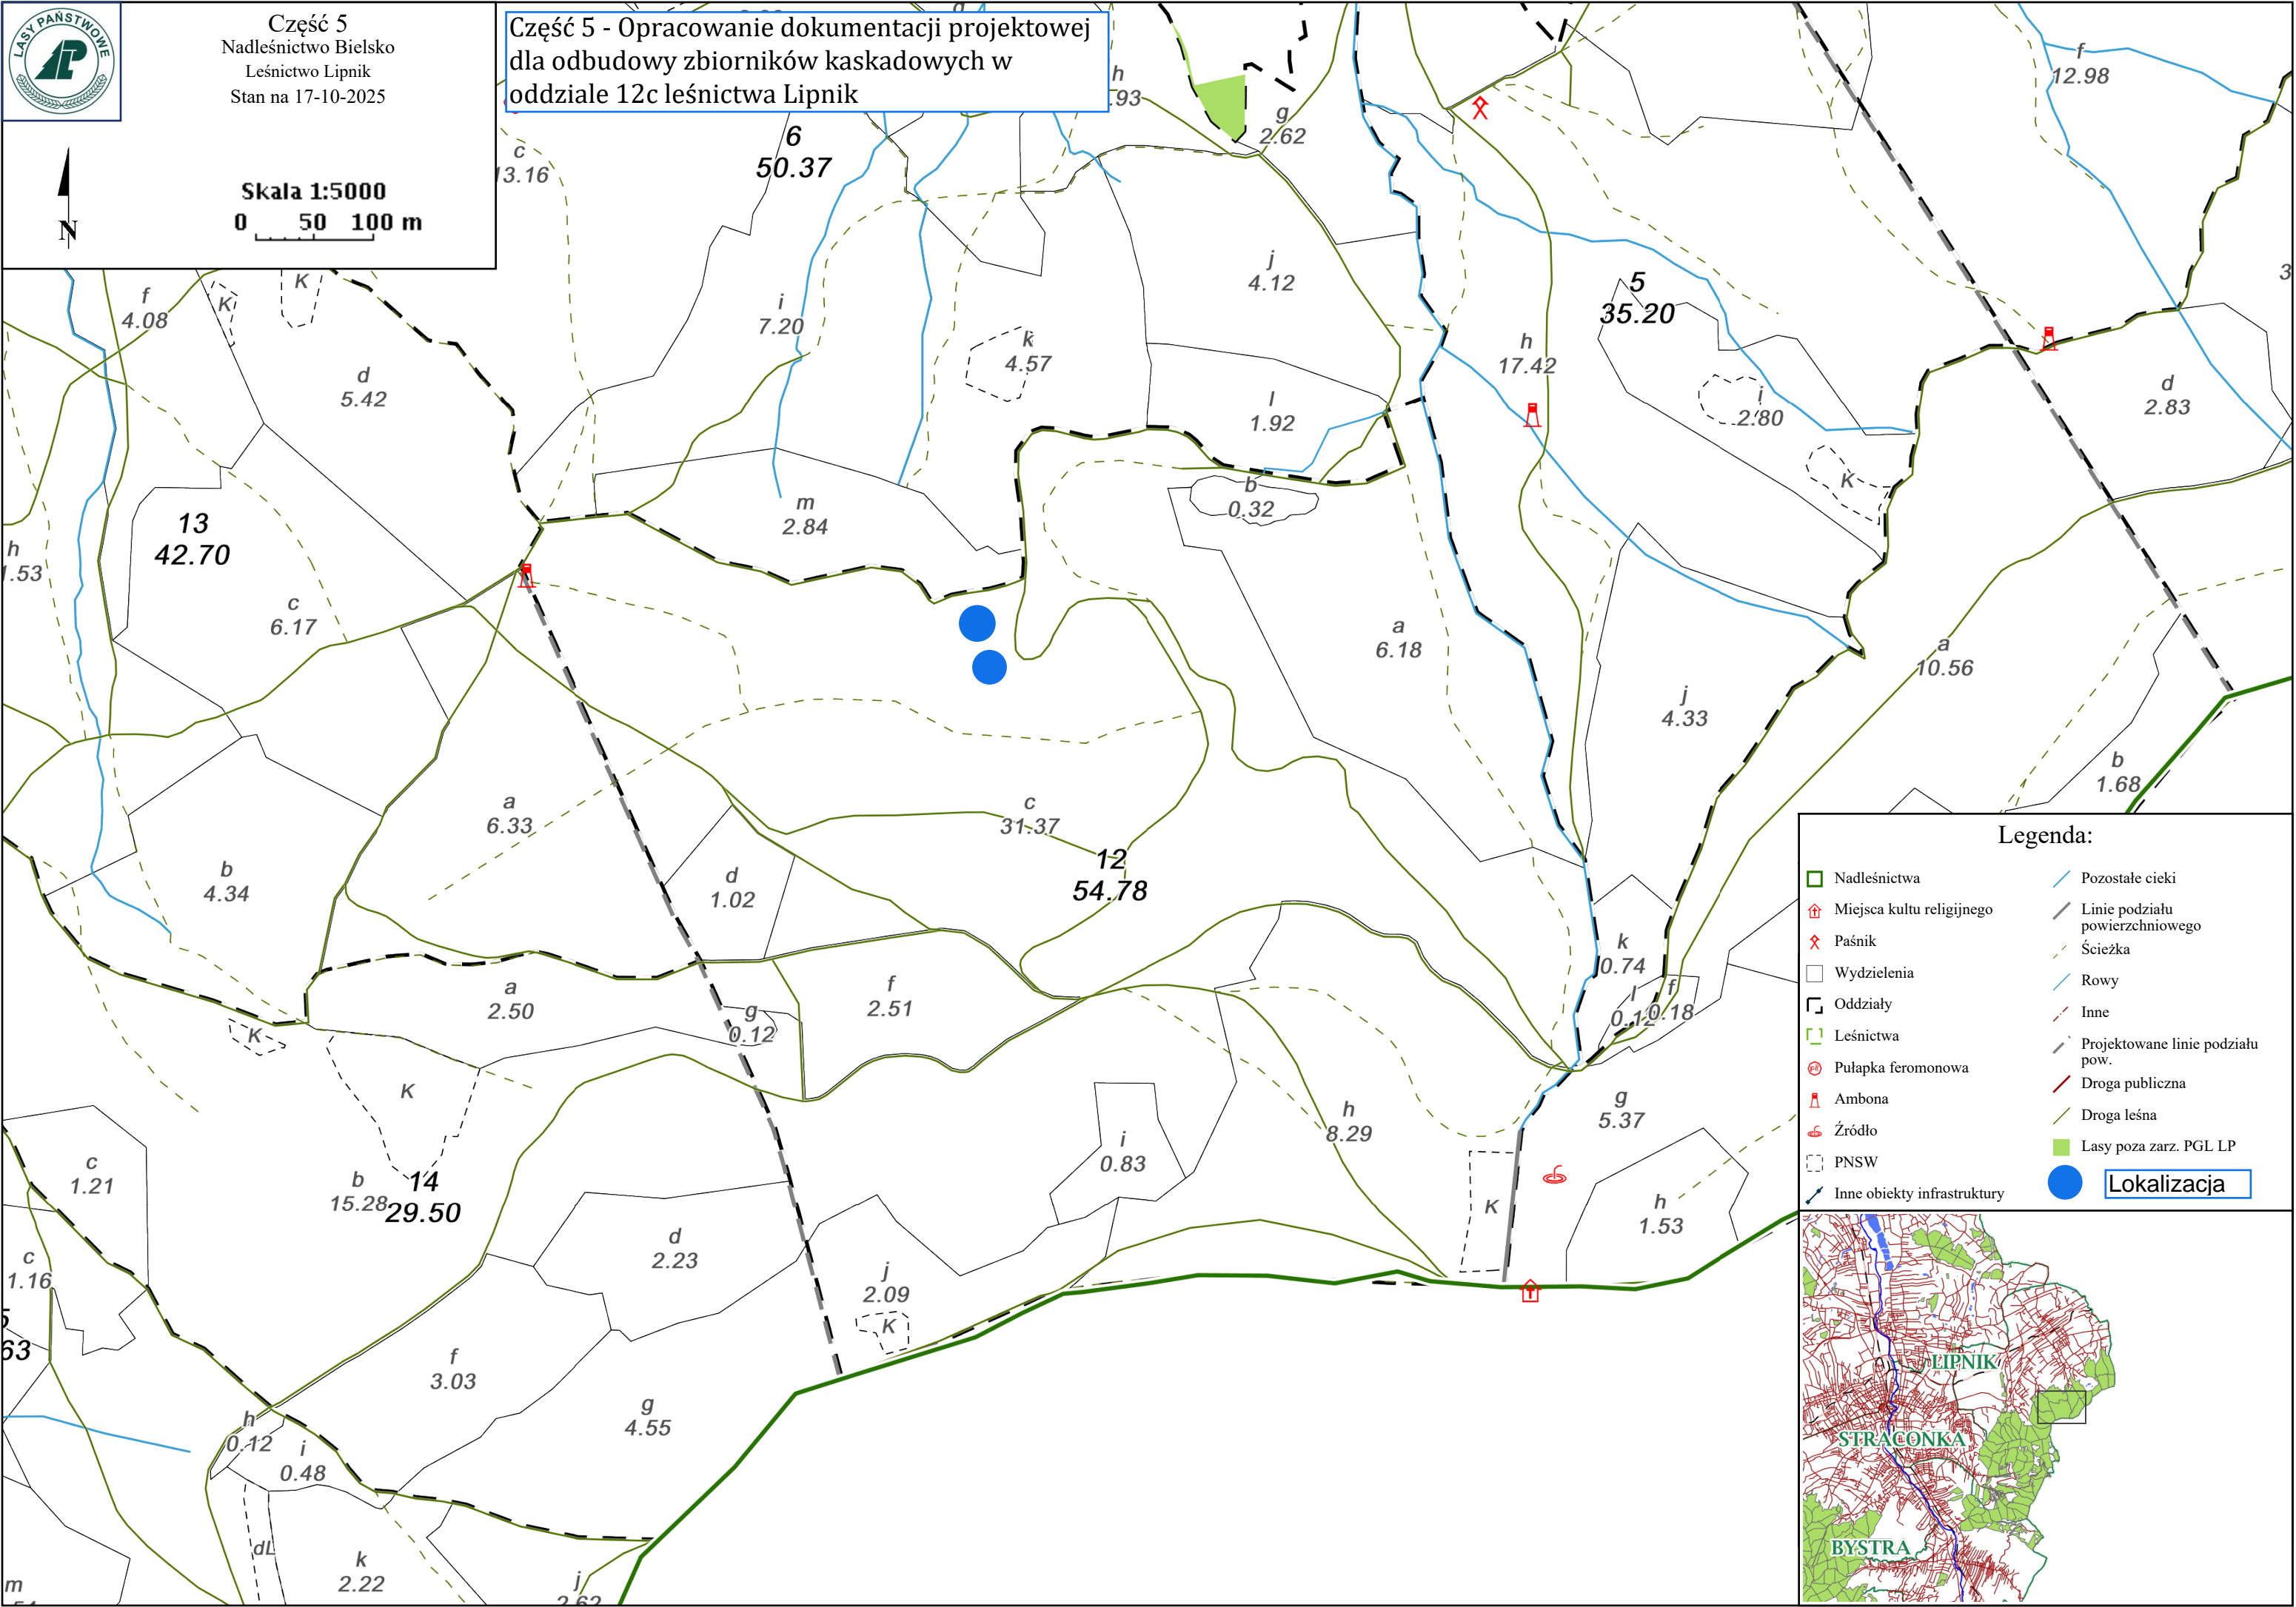 LASY PAŃSTWOWE
Część 5
Nadleśnictwo Bielsko
Leśnictwo Lipnik
Stan na 17-10-2025
N
Skala 1:5000
0 50 100 m
Część 5 - Opracowanie dokumentacji projektowej
dla odbudowy zbiorników kaskadowych w
oddziale 12c leśnictwa Lipnik
h
.93
g
2.62
f
12.98
c
13.16
6
50.37
f
4.08
K
K
i
7.20
j
4.12
5
35.20
k
4.57
h
17.42
d
5.42
l
1.92
i
2.80
d
2.83
3
K
b
0.32
m
2.84
13
42.70
h
1.53
c
6.17
a
6.18
a
10.56
j
4.33
b
1.68
a
6.33
c
31.37
12
54.78
b
4.34
d
1.02
k
0.74
l
0.12
f
0.18
a
2.50
f
2.51
g
0.12
K
K
h
8.29
g
5.37
i
0.83
c
1.21
b
15.28
14
29.50
K
h
1.53
d
2.23
c
1.16
j
2.09
K
63
f
3.03
g
4.55
h
0.12
i
0.48
dL
k
2.22
j
2.62
m
Legenda:
Nadleśnictwa
Miejsca kultu religijnego
Paśnik
Wydzielenia
Oddziały
Leśnictwa
Pułapka feromonowa
Ambona
Źródło
PNSW
Inne obiekty infrastruktury
Pozostałe cieki
Linie podziału
powierzchniowego
Ścieżka
Rowy
Inne
Projektowane linie podziału
pow.
Droga publiczna
Droga leśna
Lasy poza zarz. PGL LP
Lokalizacja
LIPNIK
STRACONKA
BYSTRA